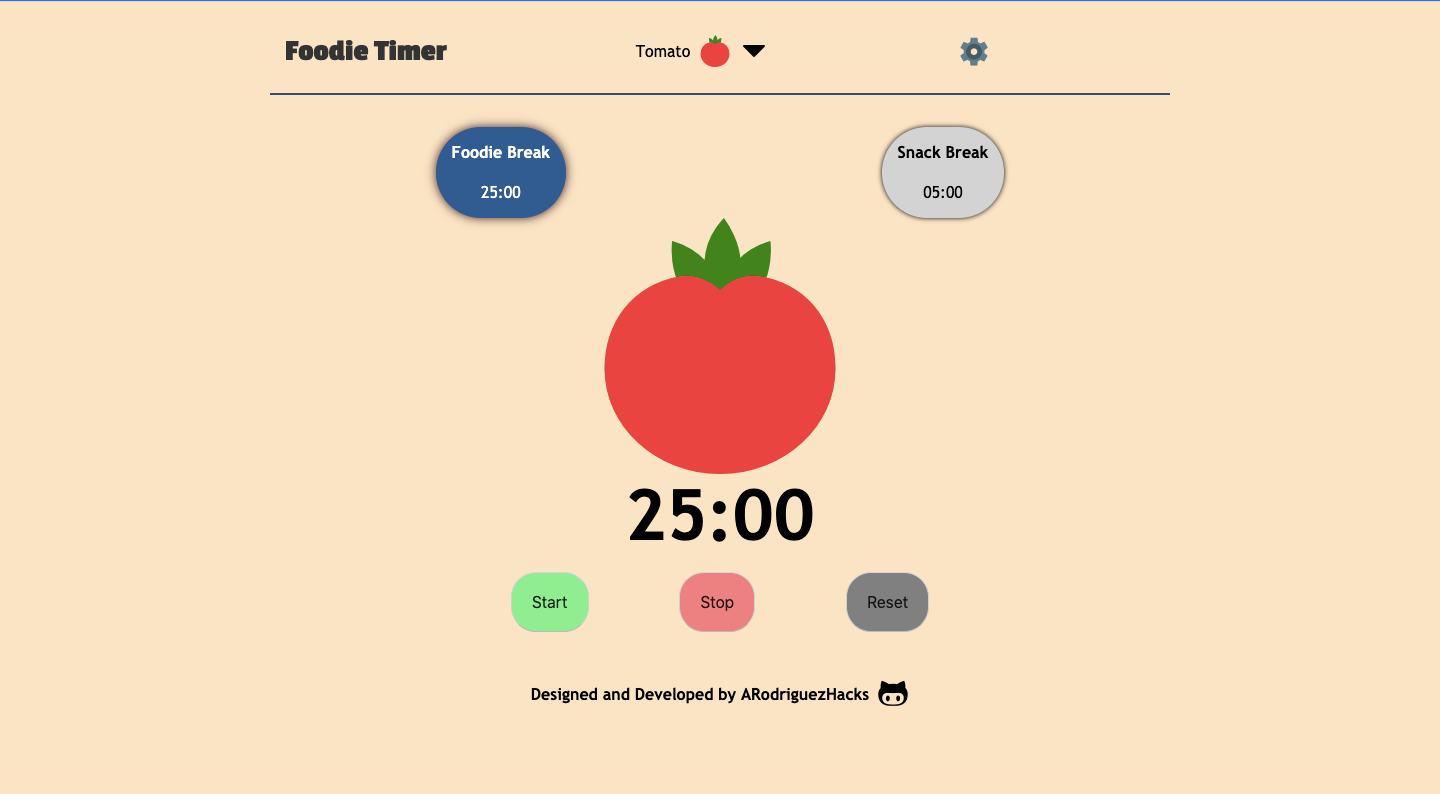 Foodie Timer
Tomato
Foodie Break
25:00
Snack Break
05:00
25:00
Start
Stop
Reset
Designed and Developed by ARodriguezHacks